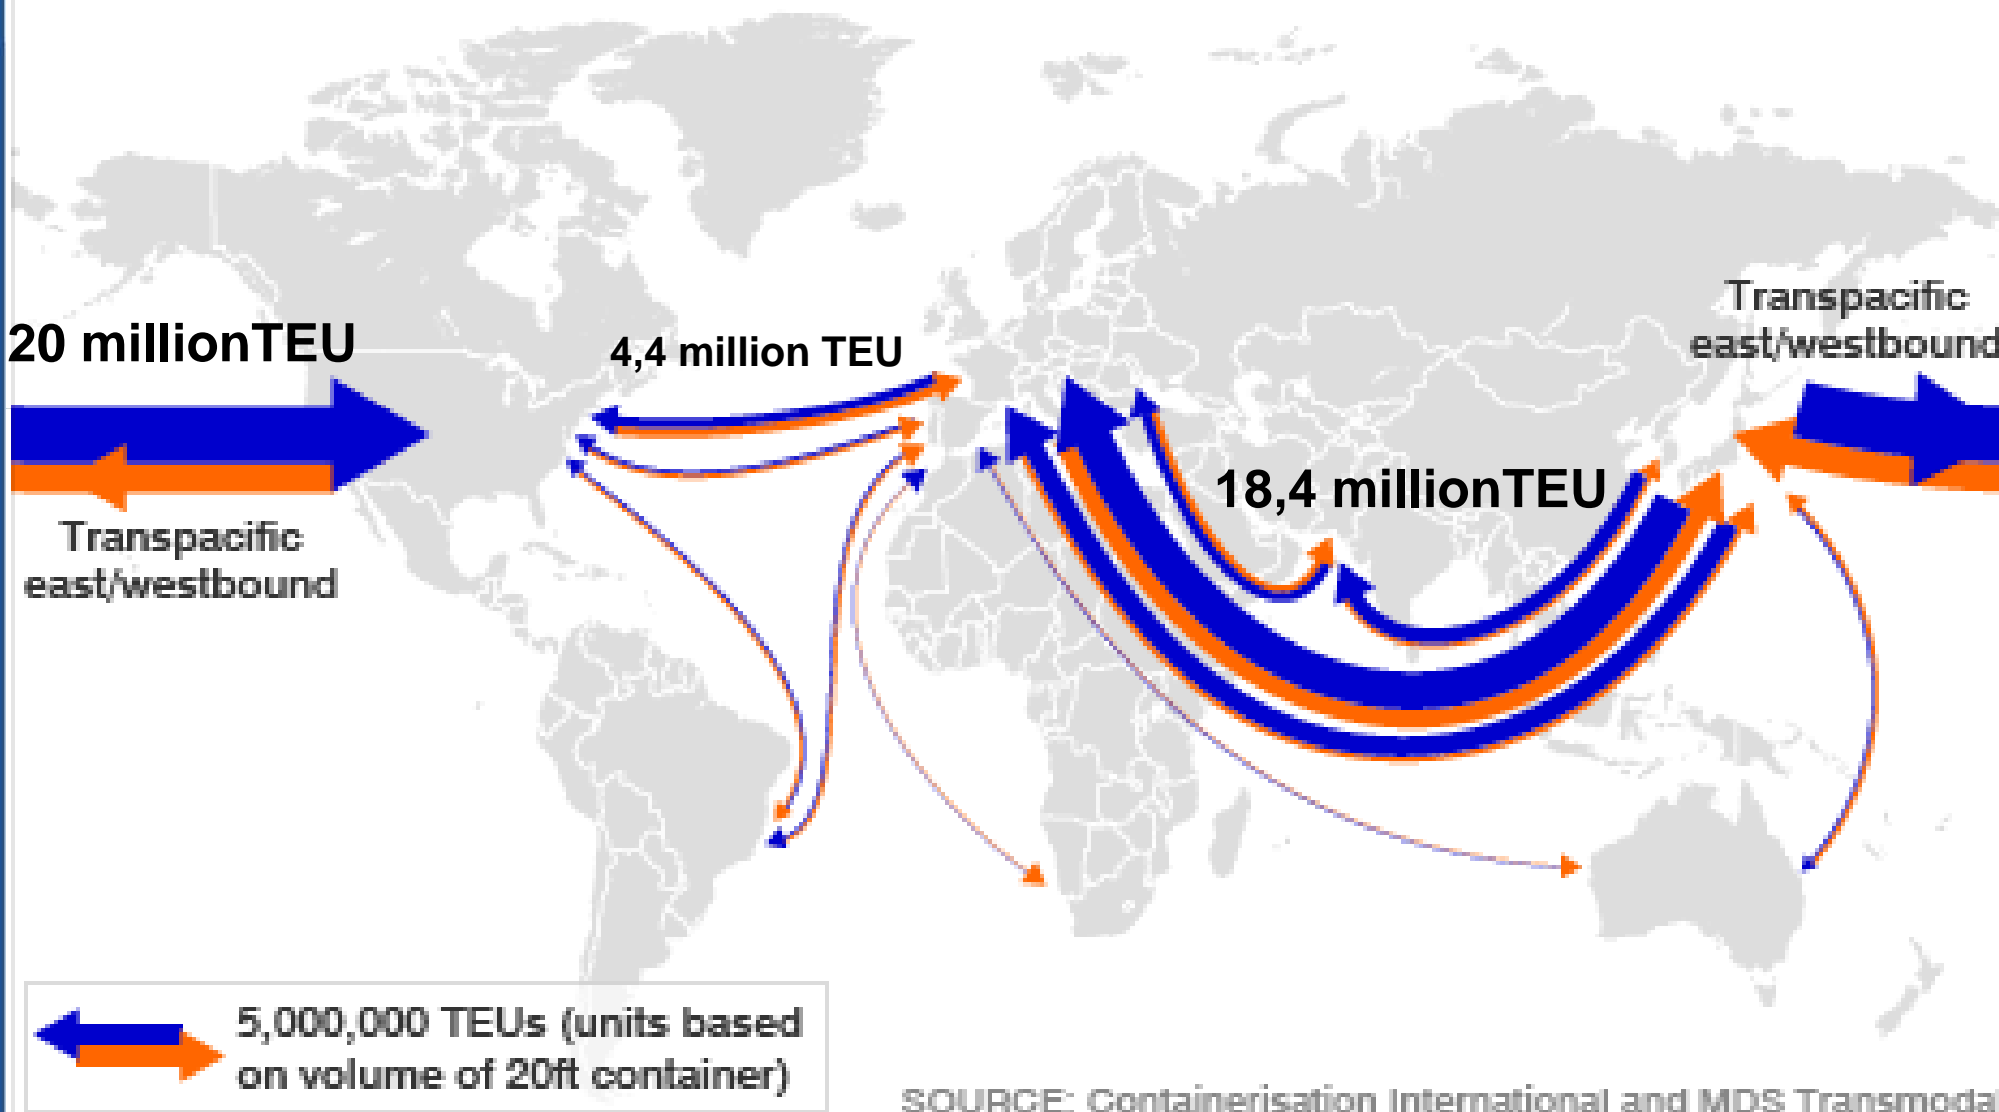 Transpacific
east/westbound
20 millionTEU
4,4 million TEU
18,4 millionTEU
Transpacific
east/westbound
5,000,000 TEUs (units based
on volume of 20ft container)
SOURCE: Containerisation International and MDS Transmodal